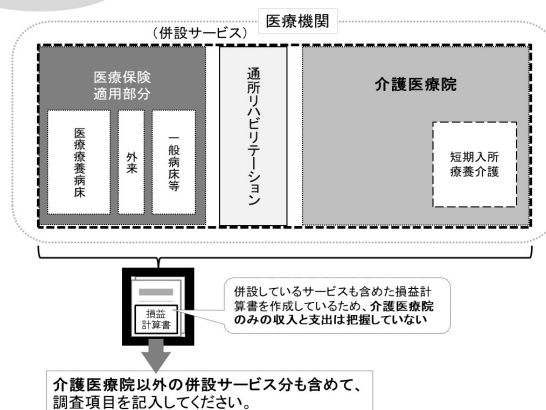 医療機関
（併設サービス）
医療保険
適用部分
医療療養病床
外来
一般病床等
通所リハビリテーション
介護医療院
短期入所
療養介護
損益
計算書
併設しているサービスも含めた損益計
算書を作成しているため、介護医療院
のみの収入と支出は把握していない
介護医療院以外の併設サービス分も含めて、
調査項目を記入してください。